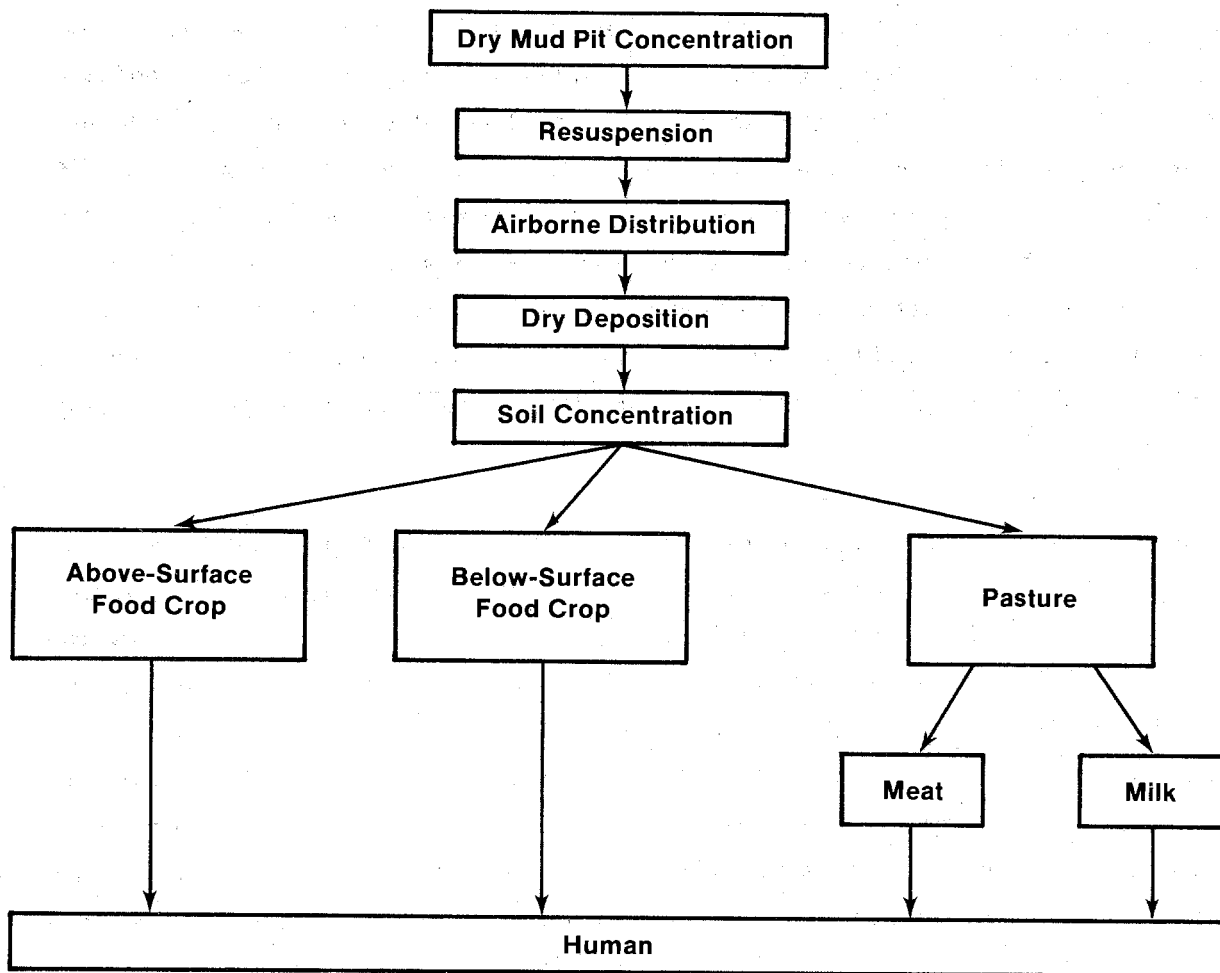 Dry Mud Pit Concentration
Resuspension
Airborne Distribution
Dry Deposition
Soil Concentration
Above-Surface
Food Crop
Below-Surface
Food Crop
Pasture
Meat
Milk
Human